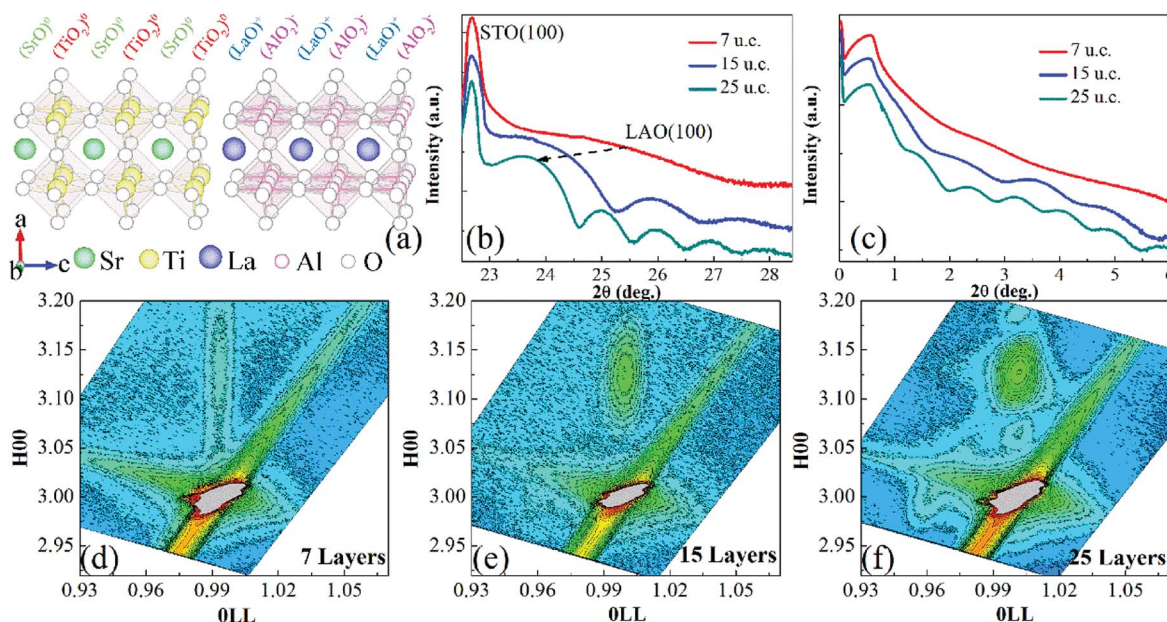 (SrO)⁰ (TiO₂)⁰ (SrO)⁰ (TiO₂)⁰ (SrO)⁰ (TiO₂)⁰ (LaO)⁺ (AlO₂)⁻ (LaO)⁺ (AlO₂)⁻ (LaO)⁺ (AlO₂)⁻
a
b
c
(a)
Sr Ti La Al O
Intensity (a.u.)
STO(100)
7 u.c.
15 u.c.
25 u.c.
LAO(100)
(b)
23 24 25 26 27 28
2θ (deg.)
Intensity (a.u.)
7 u.c.
15 u.c.
25 u.c.
(c)
0 1 2 3 4 5 6
2θ (deg.)
H00
3.20
3.15
3.10
3.05
3.00
2.95
(d)
7 Layers
0.93 0.96 0.99 1.02 1.05
0LL
H00
3.20
3.15
3.10
3.05
3.00
2.95
(e)
15 Layers
0.93 0.96 0.99 1.02 1.05
0LL
H00
3.20
3.15
3.10
3.05
3.00
2.95
(f)
25 Layers
0.93 0.96 0.99 1.02 1.05
0LL